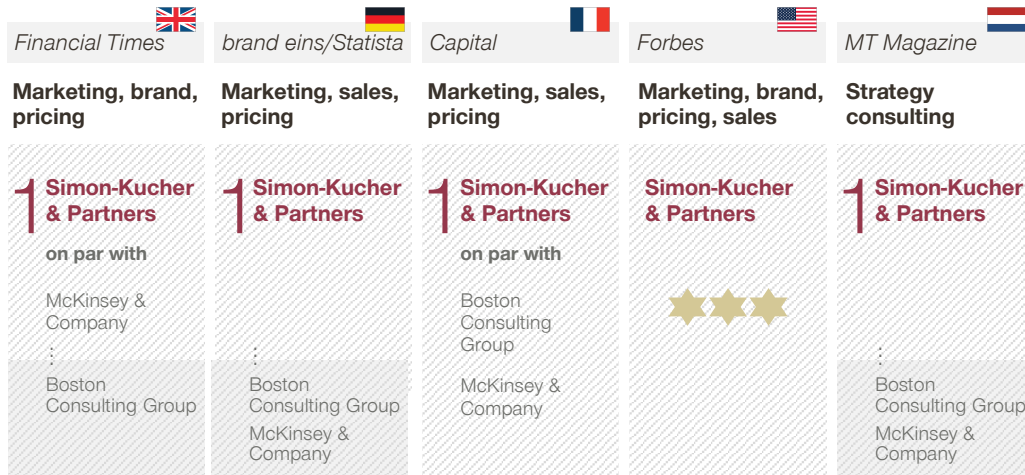 Financial Times
Marketing, brand,
pricing
1 Simon-Kucher
& Partners
on par with
McKinsey &
Company
⋮
Boston
Consulting Group
brand eins/Statista
Marketing, sales,
pricing
1 Simon-Kucher
& Partners
⋮
Boston
Consulting Group
McKinsey &
Company
Capital
Marketing, sales,
pricing
1 Simon-Kucher
& Partners
on par with
Boston
Consulting
Group
McKinsey &
Company
Forbes
Marketing, brand,
pricing, sales
Simon-Kucher
& Partners
MT Magazine
Strategy
consulting
1 Simon-Kucher
& Partners
⋮
Boston
Consulting Group
McKinsey &
Company